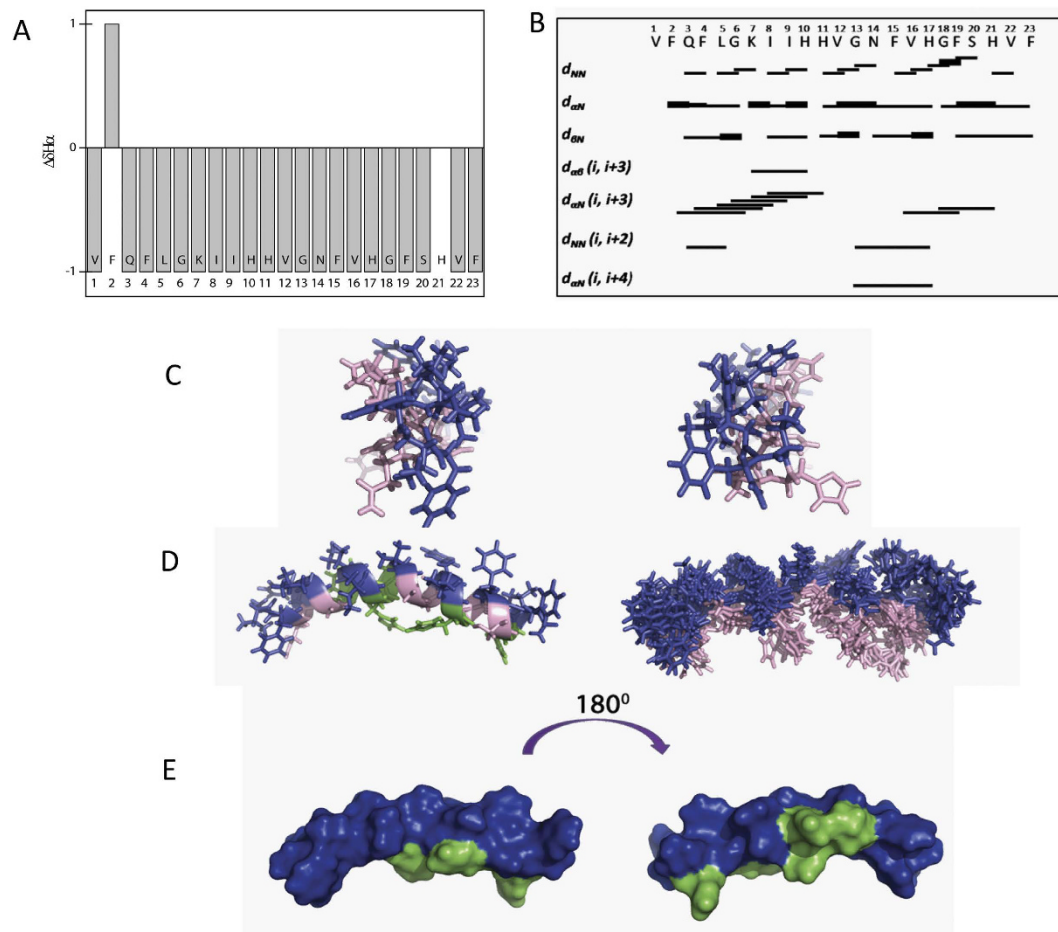 A
1
0
-1
ΔδHα
V F Q F L G K I I H H V G N F V H G F S H V F
1 2 3 4 5 6 7 8 9 10 11 12 13 14 15 16 17 18 19 20 21 22 23
B
1 2 3 4 5 6 7 8 9 10 11 12 13 14 15 16 17 18 19 20 21 22 23
V F Q F L G K I I H H V G N F V H G F S H V F
dNN
dαN
dβN
dαβ (i, i+3)
dαN (i, i+3)
dNN (i, i+2)
dαN (i, i+4)
C
D
180⁰
E